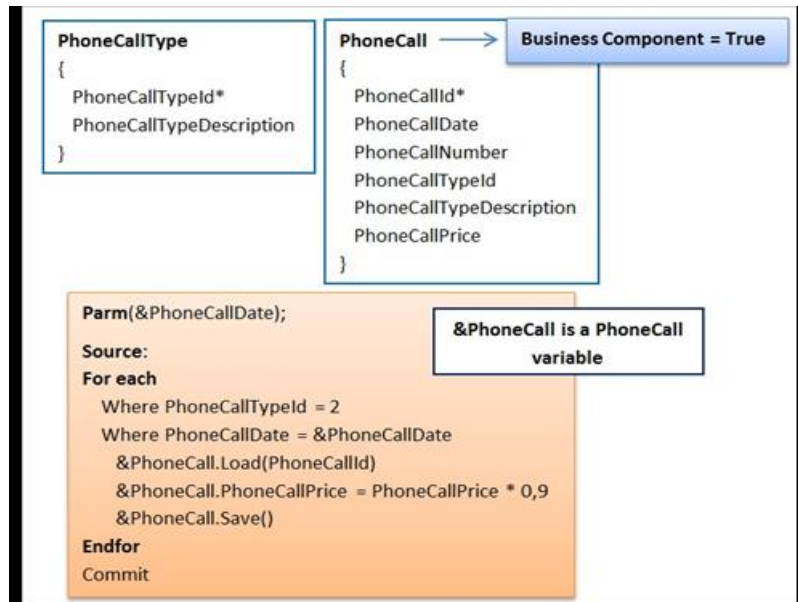 PhoneCallType
{
PhoneCallTypeId*
PhoneCallTypeDescription
}
PhoneCall
Business Component = True
{
PhoneCallId*
PhoneCallDate
PhoneCallNumber
PhoneCallTypeId
PhoneCallTypeDescription
PhoneCallPrice
}
Parm(&PhoneCallDate);
&PhoneCall is a PhoneCall
variable
Source:
For each
Where PhoneCallTypeId = 2
Where PhoneCallDate = &PhoneCallDate
&PhoneCall.Load(PhoneCallId)
&PhoneCall.PhoneCallPrice = PhoneCallPrice * 0,9
&PhoneCall.Save()
Endfor
Commit